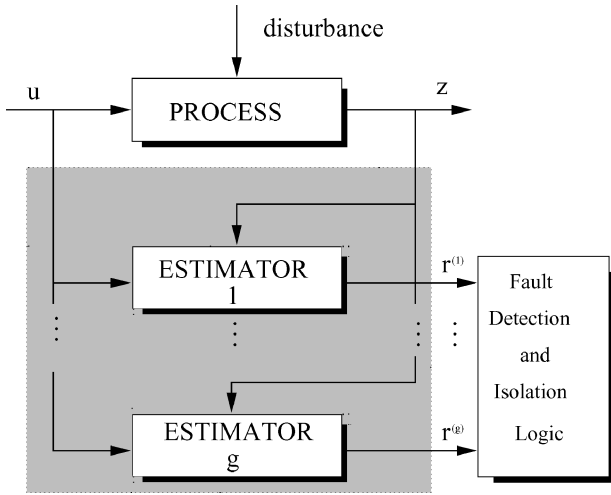 disturbance
u
PROCESS
z
ESTIMATOR
1
r(1)
Fault
Detection
and
Isolation
Logic
ESTIMATOR
g
r(g)